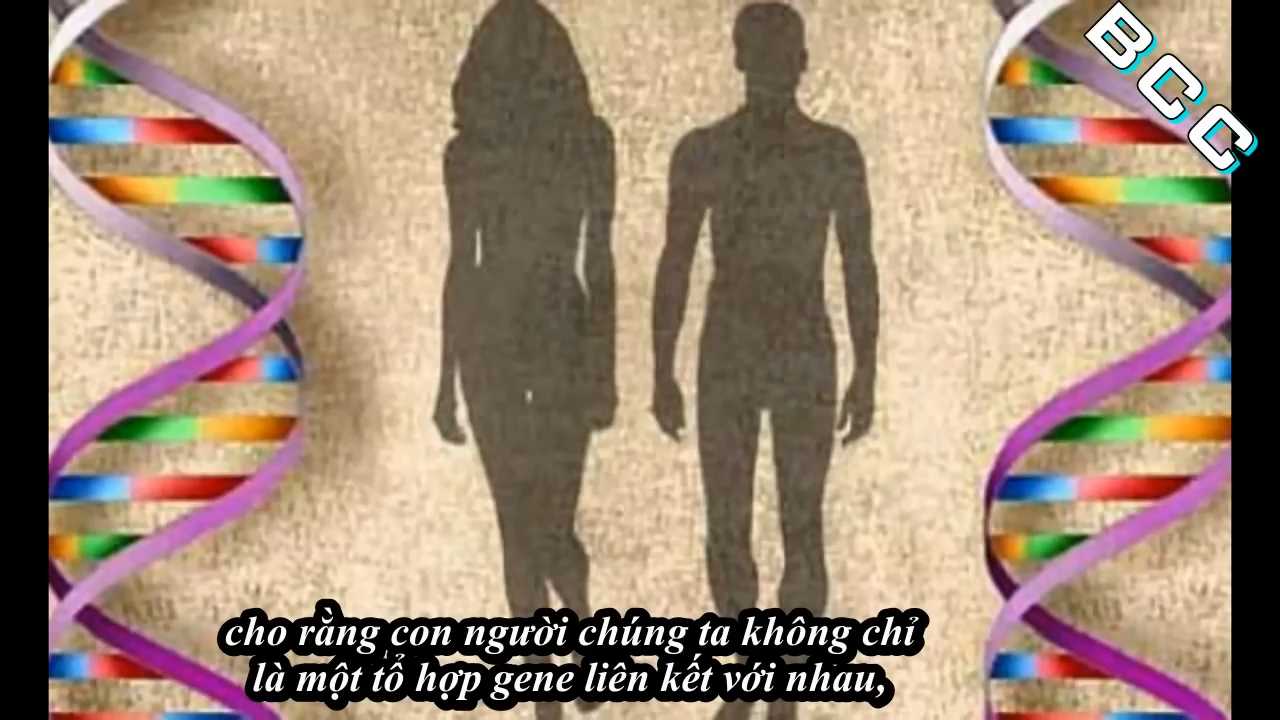 BCC
cho rằng con người chúng ta không chỉ
là một tổ hợp gene liên kết với nhau,